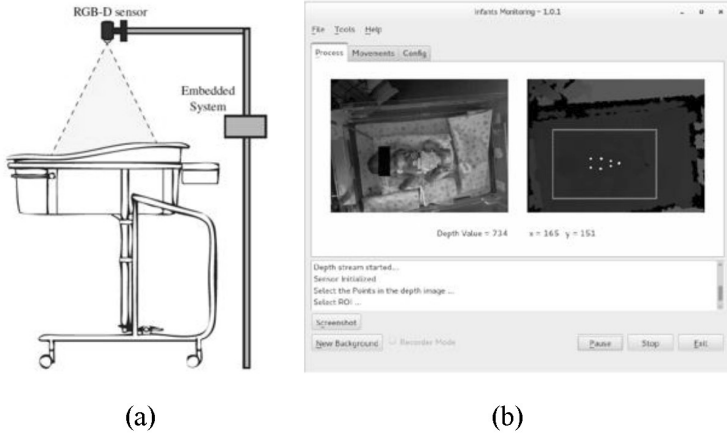 RGB-D sensor
Embedded
System
(a)
Infants Monitoring - 1.0.1
File Tools Help
Process Movements Config
Depth Value = 734 x = 165 y = 151
Depth stream started...
Sensor Initialized
Select the Points in the depth image ...
Select ROI ...
Screenshot
New Background Recorder Mode Pause Stop Exit
(b)